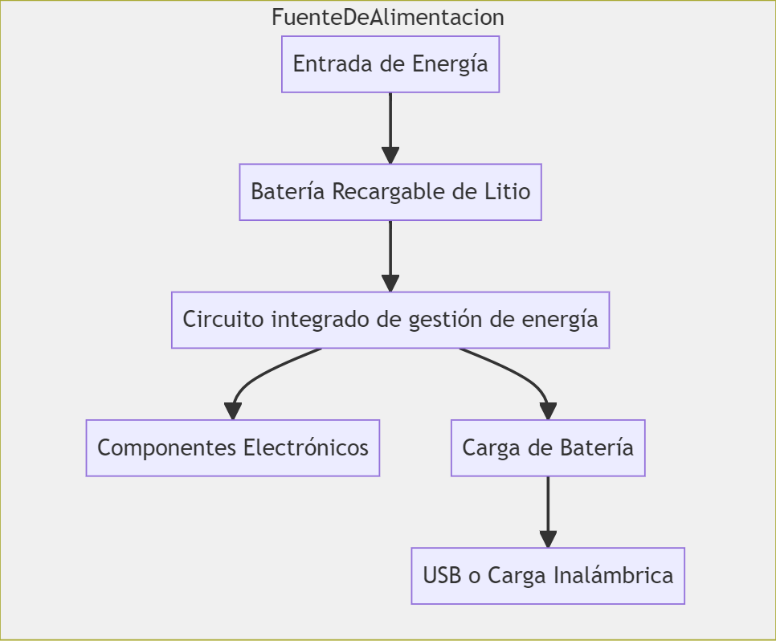 FuenteDeAlimentacion
Entrada de Energía
Batería Recargable de Litio
Circuito integrado de gestión de energía
Componentes Electrónicos
Carga de Batería
USB o Carga Inalámbrica